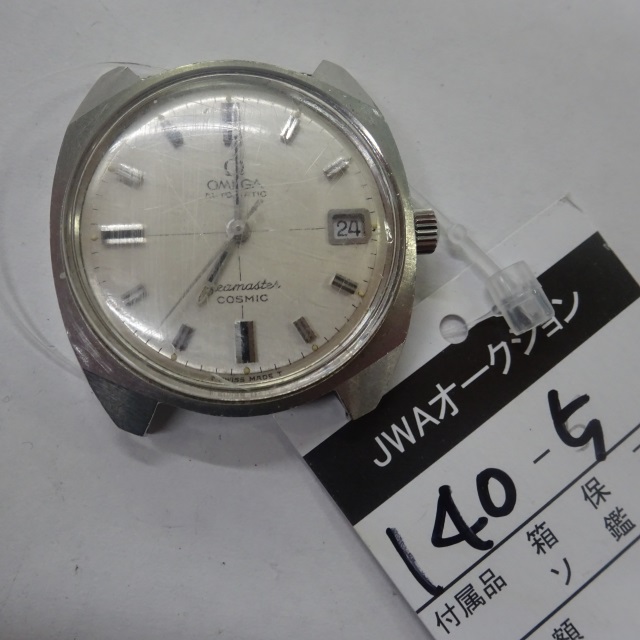 OMEGA
24
Seamaster
COSMIC
SWISS MADE
JWAオークション
140-5
付属品 箱 保
ソ 鑑
額